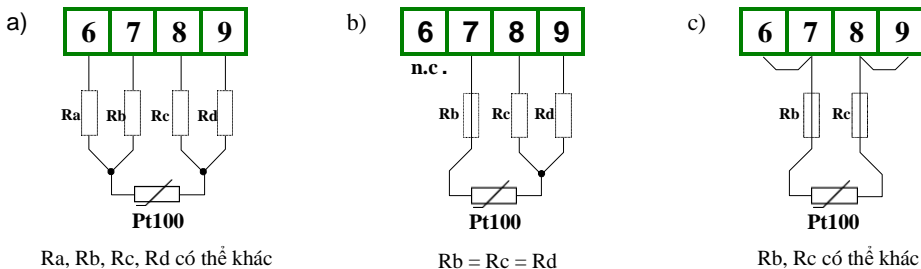 a)
6 7 8 9
Ra Rb Rc Rd
Pt100
Ra, Rb, Rc, Rd có thể khác
b)
6 7 8 9
n.c .
Rb Rc Rd
Pt100
Rb = Rc = Rd
c)
6 7 8 9
Rb Rc
Pt100
Rb, Rc có thể khác